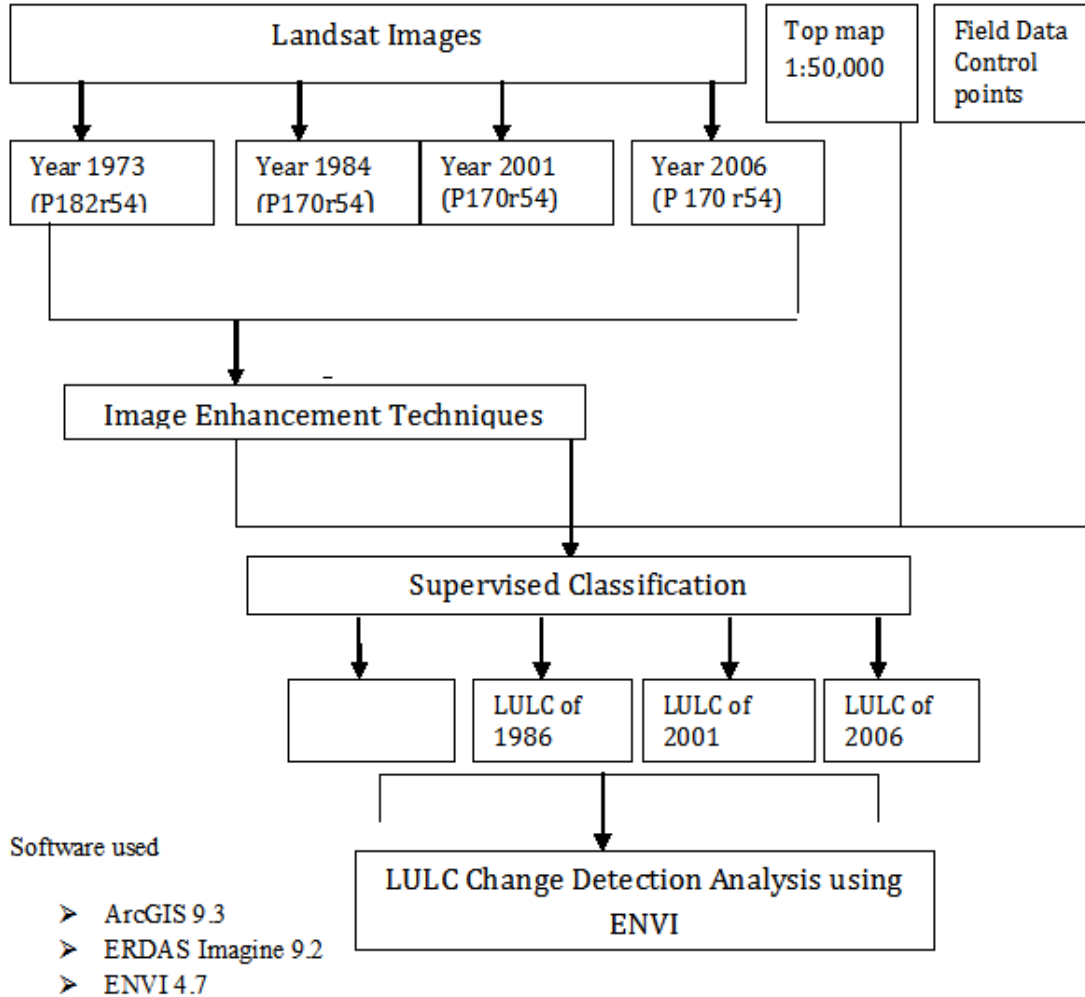 Landsat Images
Top map
1:50,000
Field Data
Control
points
Year 1973
(P182r54)
Year 1984
(P170r54)
Year 2001
(P170r54)
Year 2006
(P 170 r54)
Image Enhancement Techniques
Supervised Classification
LULC of
1986
LULC of
2001
LULC of
2006
LULC Change Detection Analysis using
ENVI
Software used
➢ ArcGIS 9.3
➢ ERDAS Imagine 9.2
➢ ENVI 4.7